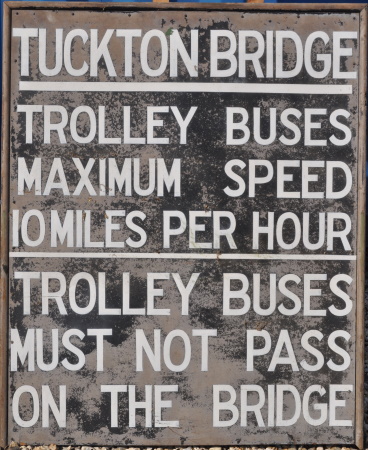 TUCKTON BRIDGE
TROLLEY BUSES
MAXIMUM SPEED
10 MILES PER HOUR
TROLLEY BUSES
MUST NOT PASS
ON THE BRIDGE